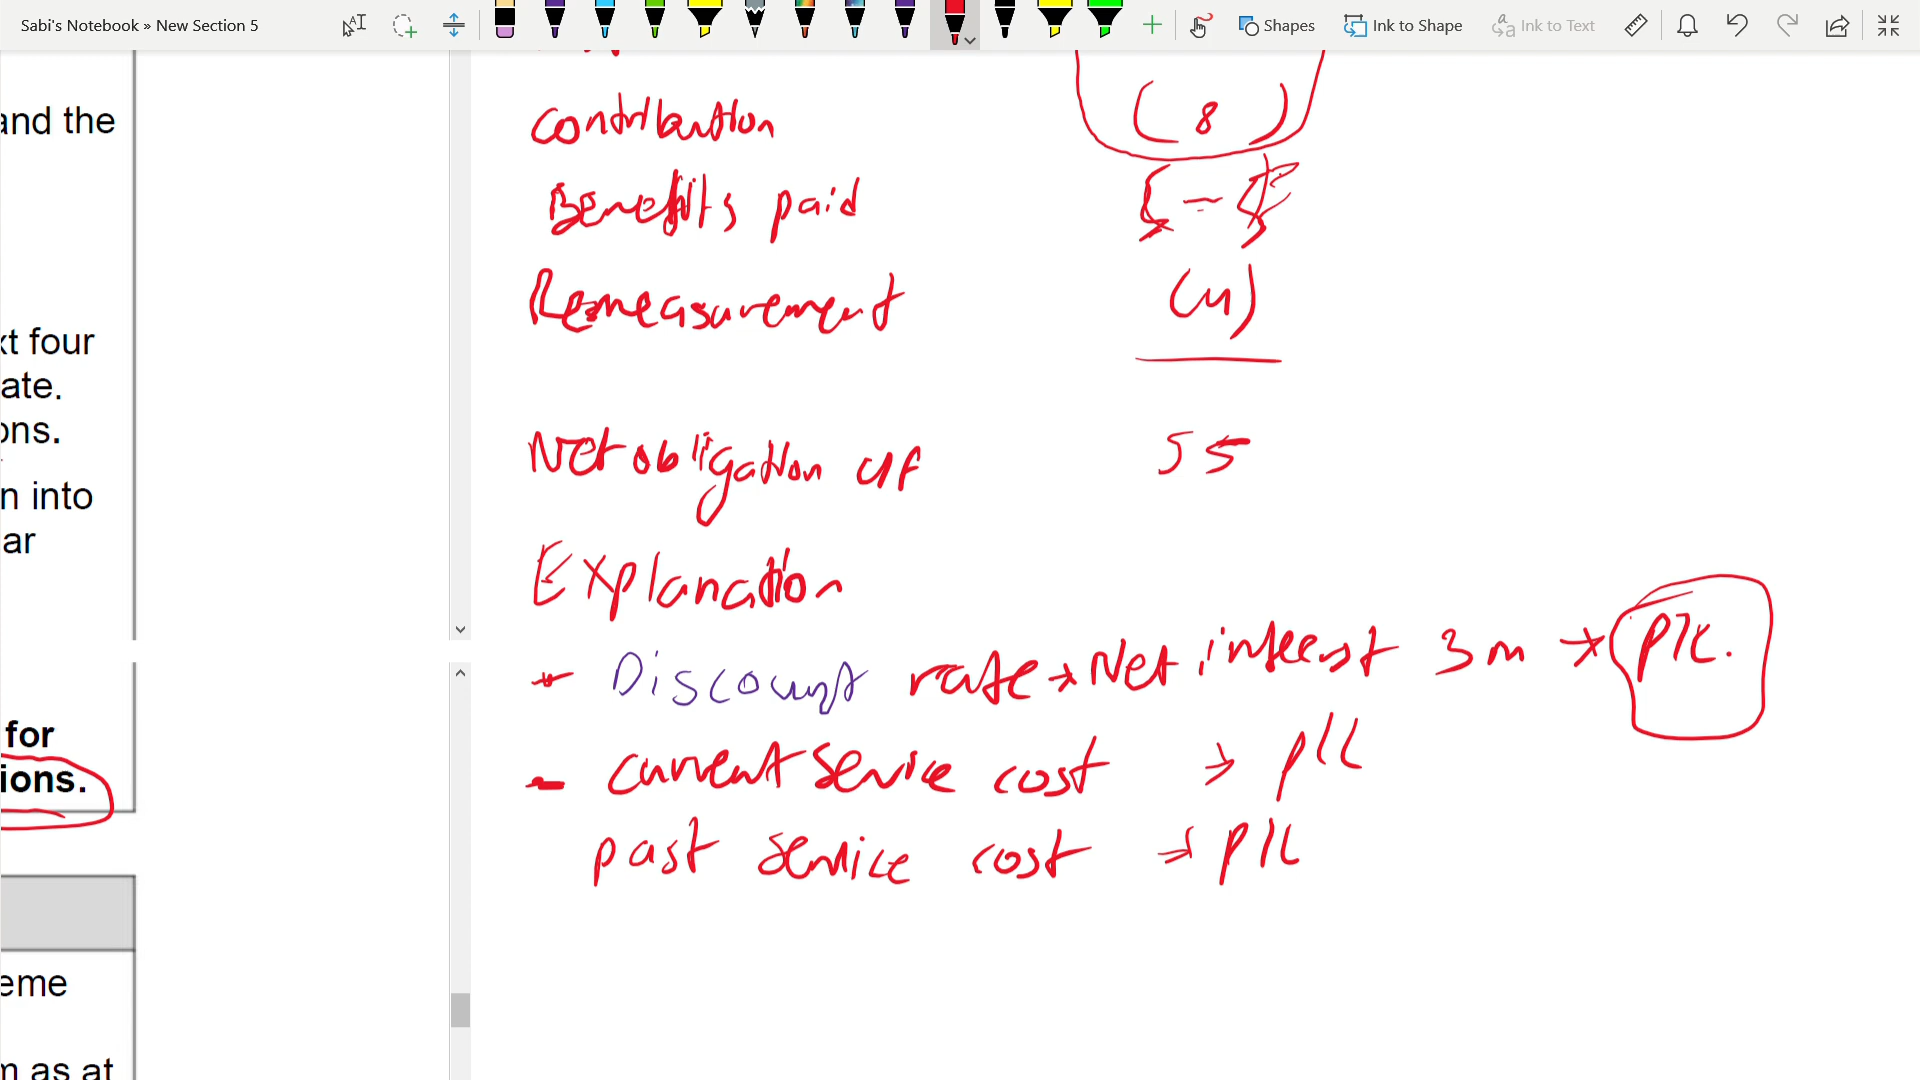 Sabi's Notebook » New Section 5
Shapes
Ink to Shape
Ink to Text
and the
xt four
ate.
ons.
n into
ar
for
ions.
eme
m as at
Contribution (8)
Benefits paid
Remeasurement (4)
Net obligation c/f 55
Explanation
- Discount rate → Net interest 3m → P/L.
- Current service cost → P/L
past service cost → P/L